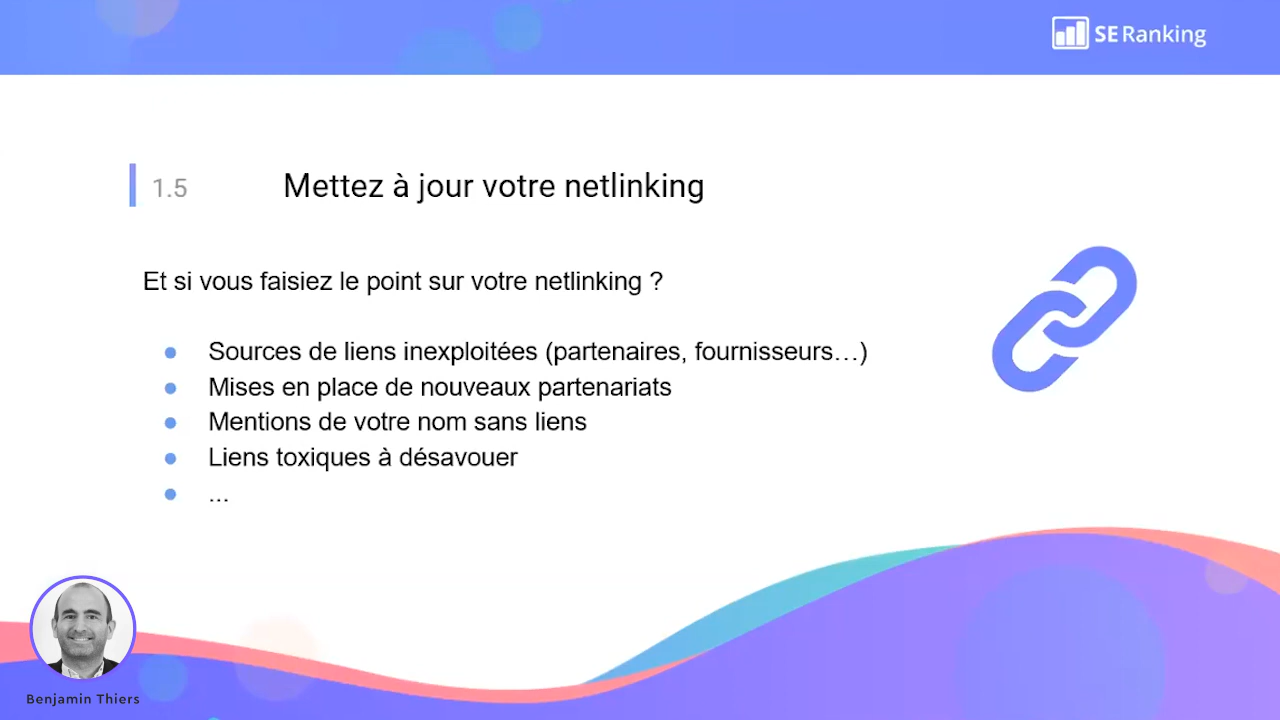 SE Ranking
1.5 Mettez à jour votre netlinking
Et si vous faisiez le point sur votre netlinking ?
● Sources de liens inexploitées (partenaires, fournisseurs…)
● Mises en place de nouveaux partenariats
● Mentions de votre nom sans liens
● Liens toxiques à désavouer
● ...
Benjamin Thiers